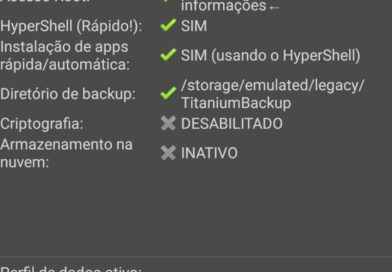 Acesso Root:
informações←
HyperShell (Rápido!): SIM
Instalação de apps
rápida/automática: SIM (usando o HyperShell)
Diretório de backup: /storage/emulated/legacy/
TitaniumBackup
Criptografia: DESABILITADO
Armazenamento na
nuvem: INATIVO
Perfil de dados ativo: